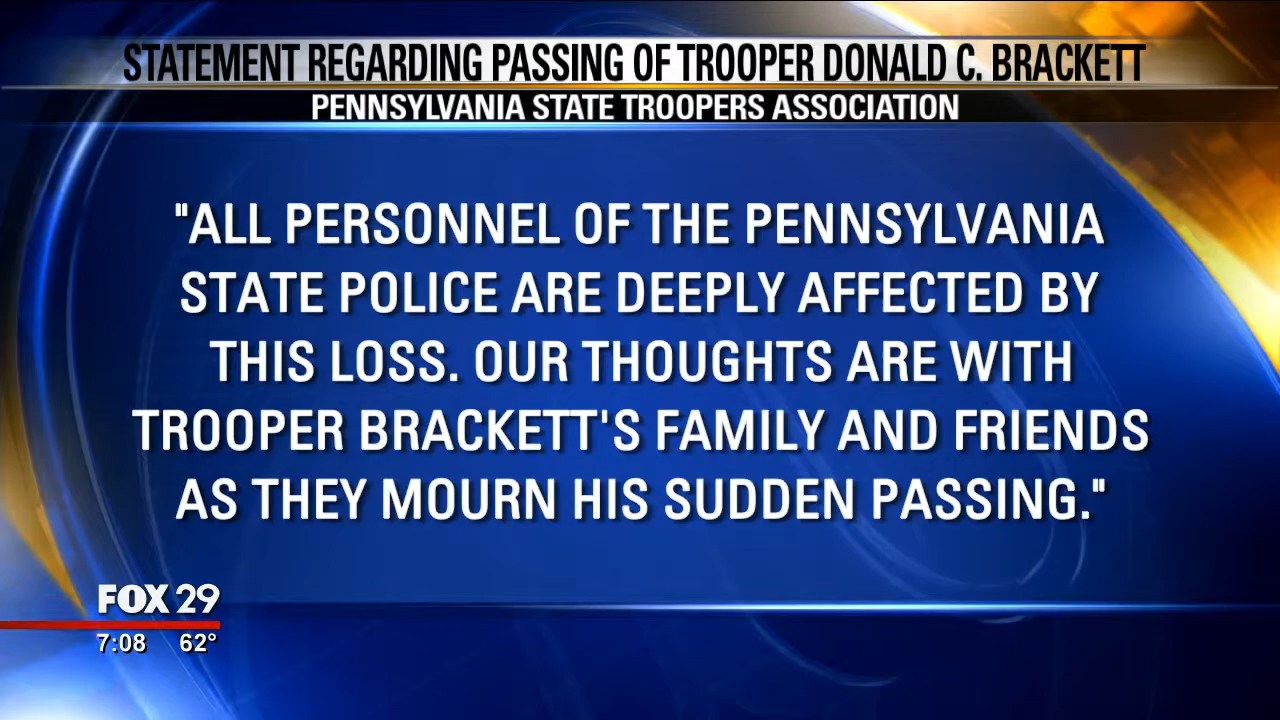 STATEMENT REGARDING PASSING OF TROOPER DONALD C. BRACKETT
PENNSYLVANIA STATE TROOPERS ASSOCIATION
"ALL PERSONNEL OF THE PENNSYLVANIA
STATE POLICE ARE DEEPLY AFFECTED BY
THIS LOSS. OUR THOUGHTS ARE WITH
TROOPER BRACKETT'S FAMILY AND FRIENDS
AS THEY MOURN HIS SUDDEN PASSING."
FOX 29
7:08 62°